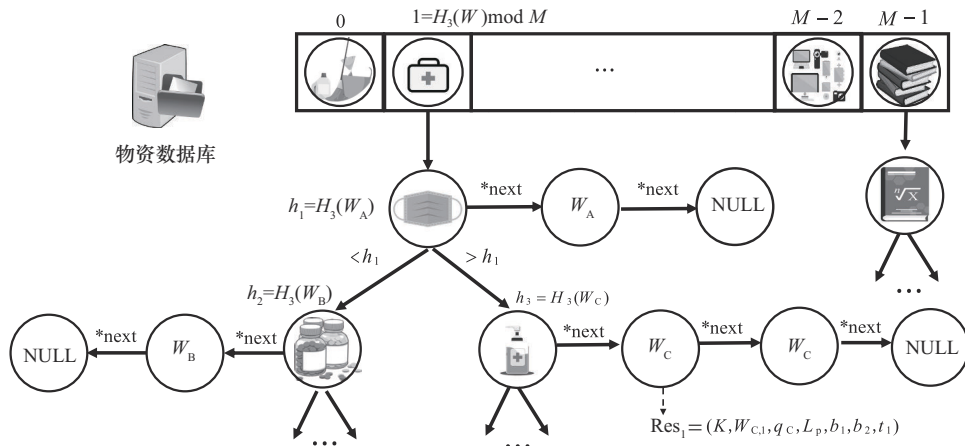 0
1=H₃(W)mod M
M−2
M−1
...
物资数据库
*next
*next
h₁=H₃(W_A)
W_A
NULL
ⁿ√X
<h₁
>h₁
...
h₂=H₃(W_B)
h₃=H₃(W_C)
*next
*next
*next
*next
*next
NULL
W_B
W_C
W_C
NULL
...
...
Res₁=(K,W_C,1,q_C,L_p,b₁,b₂,t₁)